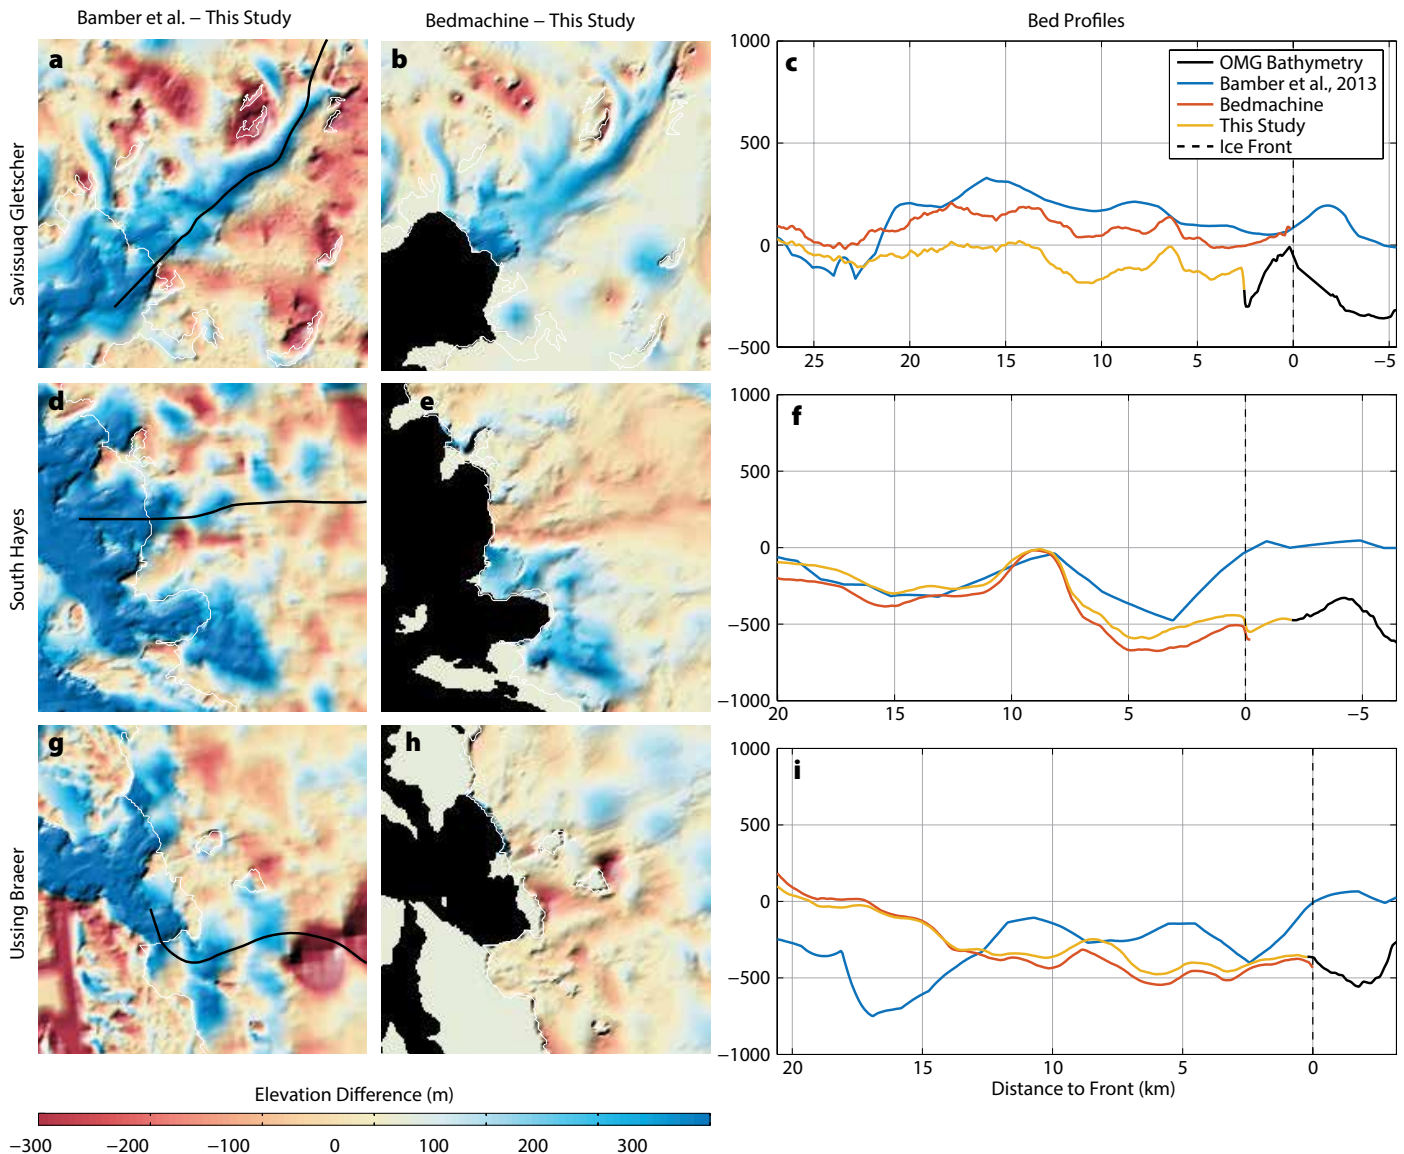 Bamber et al. – This Study
Bedmachine – This Study
Bed Profiles
Savissuaq Gletscher
a
b
c
1000
500
0
−500
25 20 15 10 5 0 −5
OMG Bathymetry
Bamber et al., 2013
Bedmachine
This Study
Ice Front
South Hayes
d
e
f
1000
500
0
−500
−1000
20 15 10 5 0 −5
Ussing Braeer
g
h
i
1000
500
0
−500
−1000
20 15 10 5 0
Distance to Front (km)
Elevation Difference (m)
−300 −200 −100 0 100 200 300